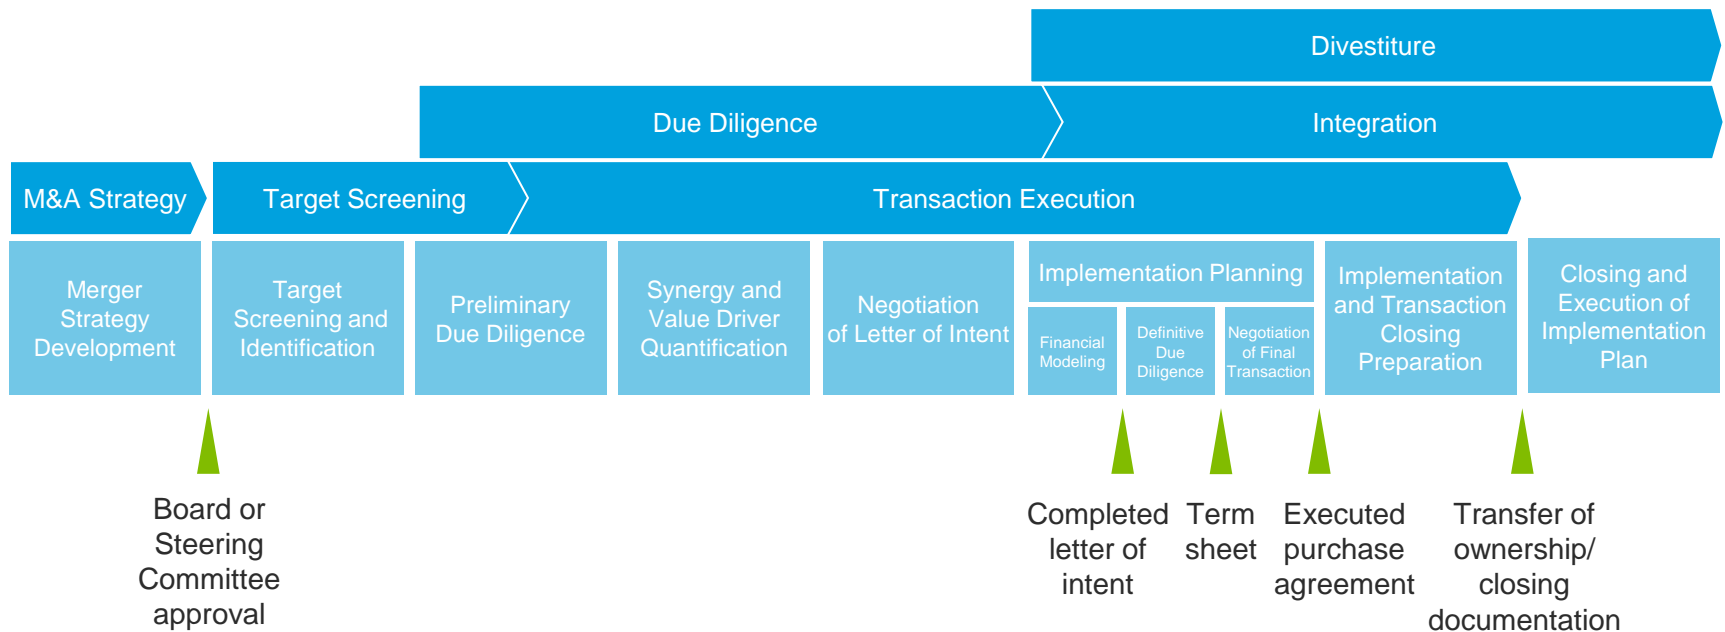 Divestiture
Due Diligence
Integration
M&A Strategy
Target Screening
Transaction Execution
Merger
Strategy
Development
Target
Screening and
Identification
Preliminary
Due Diligence
Synergy and
Value Driver
Quantification
Negotiation
of Letter of Intent
Implementation Planning
Financial
Modeling
Definitive
Due
Diligence
Negotiation
of Final
Transaction
Implementation
and Transaction
Closing
Preparation
Closing and
Execution of
Implementation
Plan
Board or
Steering
Committee
approval
Completed
letter of
intent
Term
sheet
Executed
purchase
agreement
Transfer of
ownership/
closing
documentation